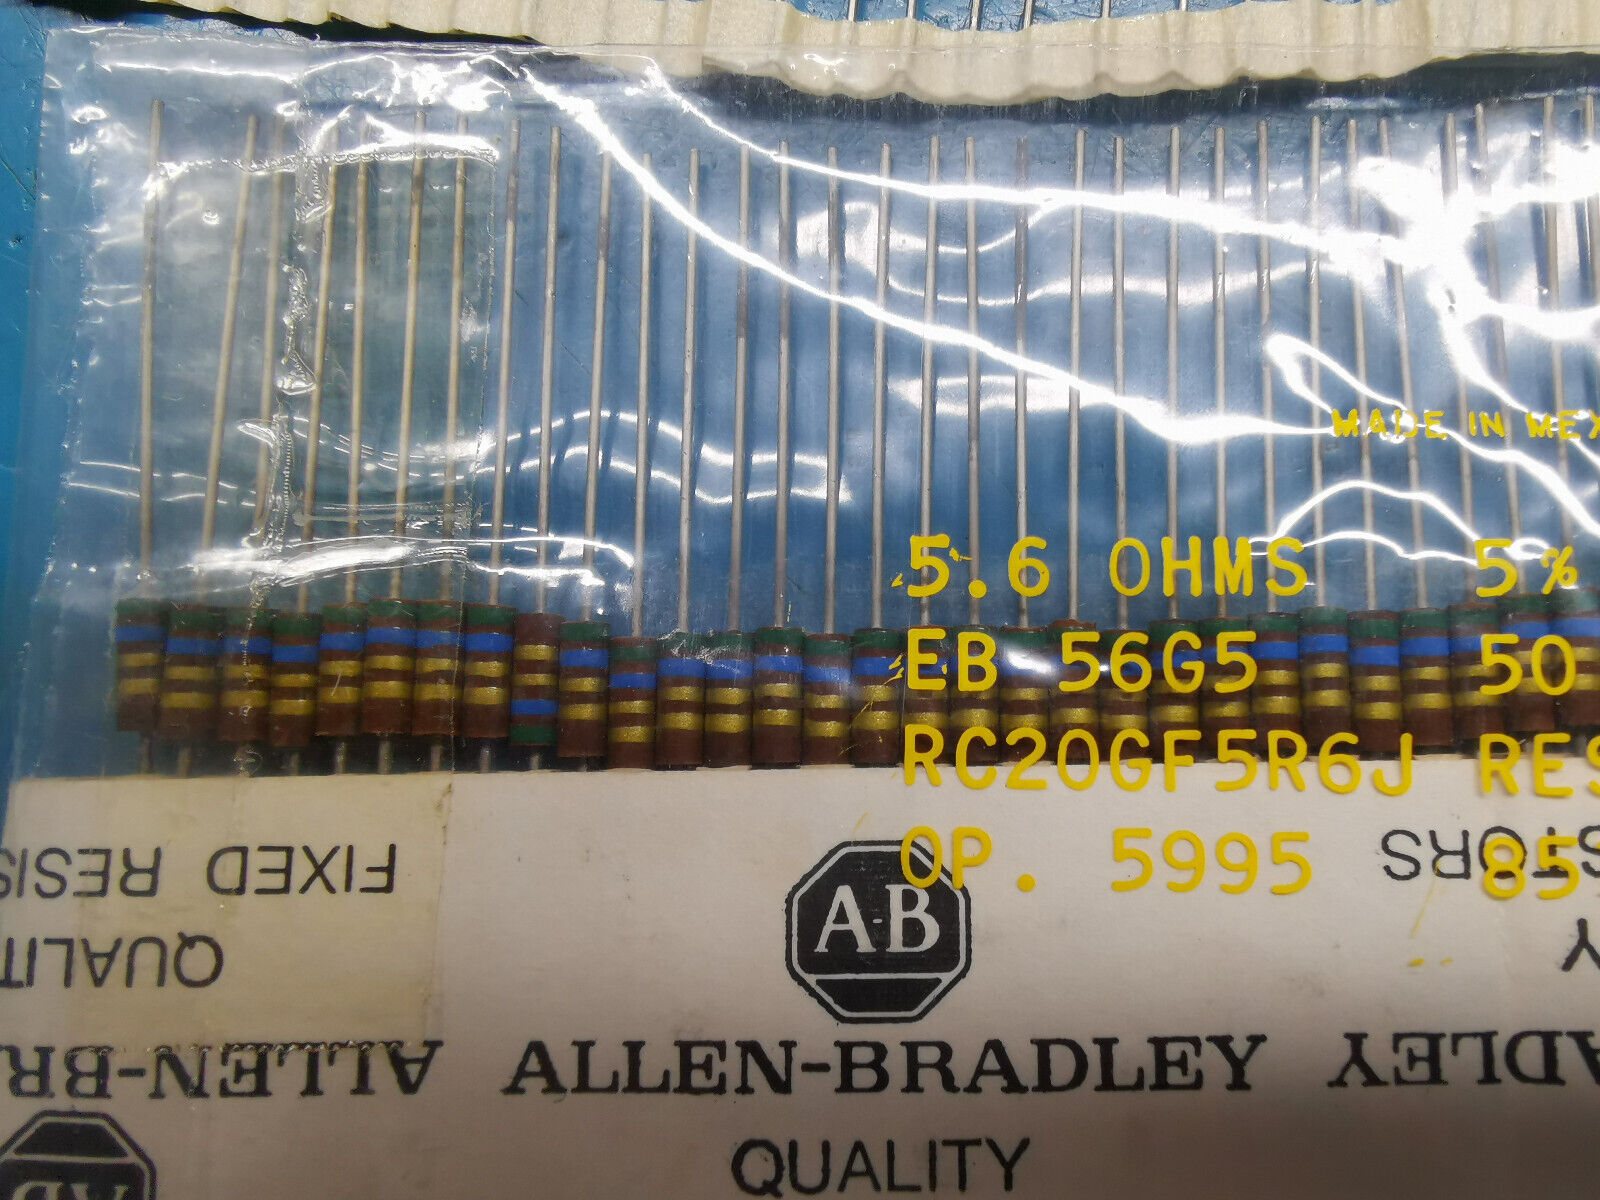 MADE IN MEX
5.6 OHMS 5%
EB 56G5 50
RC20GF5R6J RES
OP. 5995 85
FIXED RESIS
STORS
QUALIT
Y
A-B
ALLEN-BR
ALLEN-BRADLEY
ADLEY
AB
QUALITY